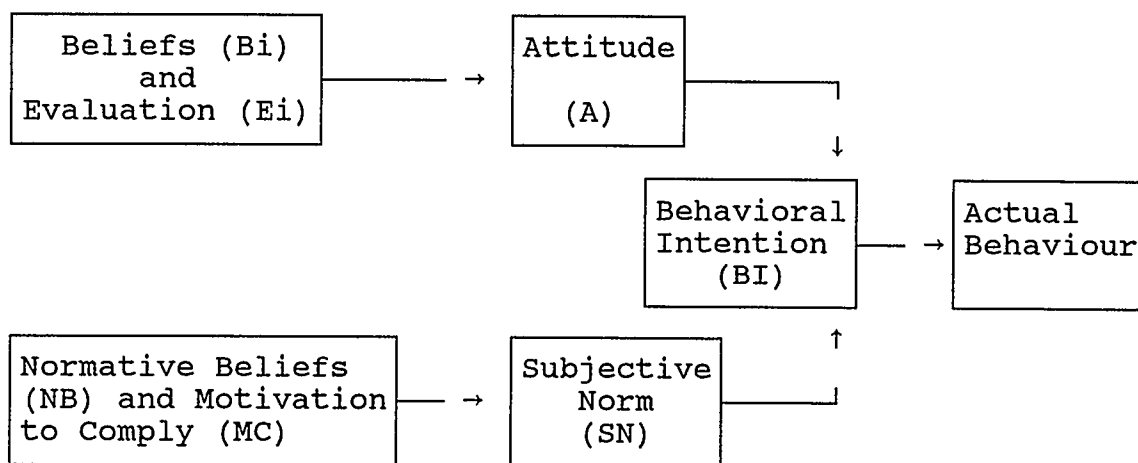 Beliefs (Bi)
and
Evaluation (Ei)
Attitude
(A)
Behavioral
Intention
(BI)
Actual
Behaviour
Normative Beliefs
(NB) and Motivation
to Comply (MC)
Subjective
Norm
(SN)